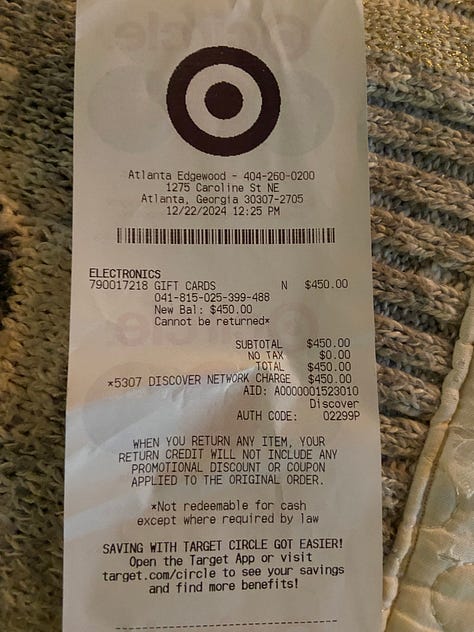 Atlanta Edgewood - 404-260-0200
1275 Caroline St NE
Atlanta, Georgia 30307-2705
12/22/2024 12:25 PM
ELECTRONICS
790017218 GIFT CARDS N $450.00
041-815-025-399-488
New Bal: $450.00
Cannot be returned*
SUBTOTAL $450.00
NO TAX $0.00
TOTAL $450.00
*5307 DISCOVER NETWORK CHARGE $450.00
AID: A0000001523010
Discover
AUTH CODE: 02299P
WHEN YOU RETURN ANY ITEM, YOUR
RETURN CREDIT WILL NOT INCLUDE ANY
PROMOTIONAL DISCOUNT OR COUPON
APPLIED TO THE ORIGINAL ORDER.
*Not redeemable for cash
except where required by law
SAVING WITH TARGET CIRCLE GOT EASIER!
Open the Target App or visit
target.com/circle to see your savings
and find more benefits!